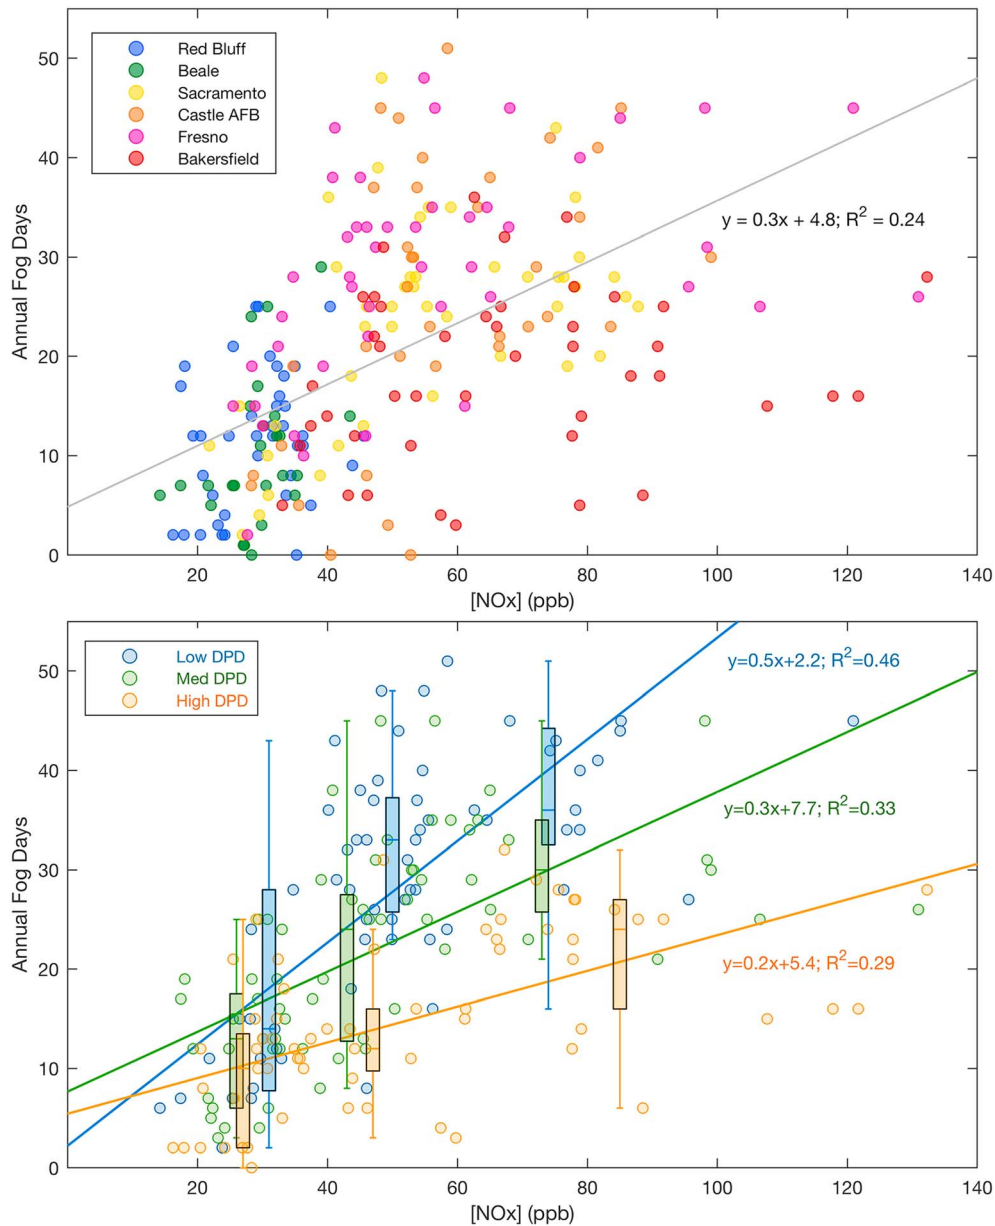 50
40
30
20
10
0
Annual Fog Days
Red Bluff
Beale
Sacramento
Castle AFB
Fresno
Bakersfield
y = 0.3x + 4.8; R² = 0.24
20 40 60 80 100 120 140
[NOx] (ppb)
50
40
30
20
10
0
Annual Fog Days
Low DPD
Med DPD
High DPD
y=0.5x+2.2; R²=0.46
y=0.3x+7.7; R²=0.33
y=0.2x+5.4; R²=0.29
20 40 60 80 100 120 140
[NOx] (ppb)